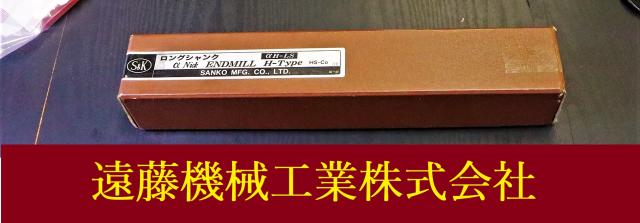 S&K
ロングシャンク αH-LS
α Nick ENDMILL H-Type HS-Co
SANKO MFG. CO., LTD.
遠藤機械工業株式会社